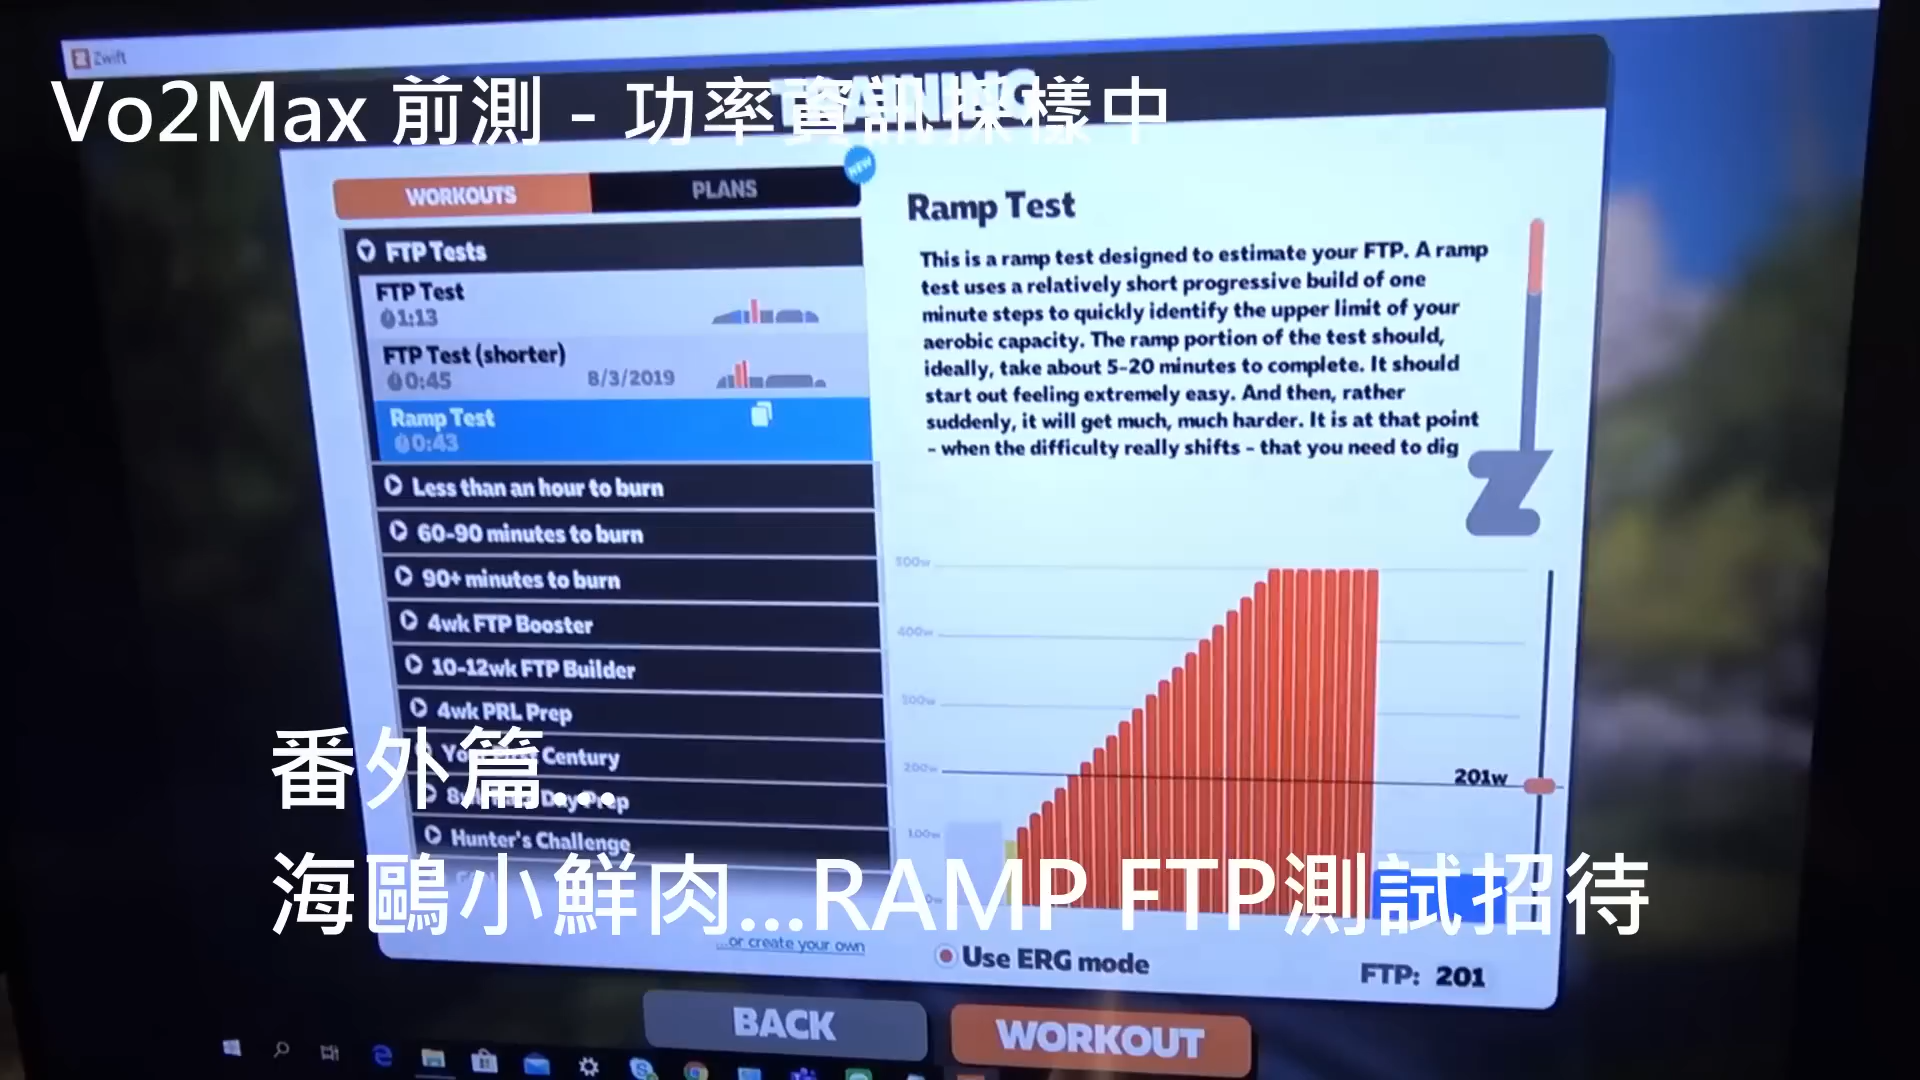 Zwift
Vo2Max 前測 - 功率資訊採樣中
TRAINING
NEW
WORKOUTS
PLANS
FTP Tests
FTP Test
1:13
FTP Test (shorter)
0:45
8/3/2019
Ramp Test
0:43
Less than an hour to burn
60-90 minutes to burn
90+ minutes to burn
4wk FTP Booster
10-12wk FTP Builder
4wk PRL Prep
Century
Day Prep
Hunter's Challenge
...or create your own
Ramp Test
This is a ramp test designed to estimate your FTP. A ramp
test uses a relatively short progressive build of one
minute steps to quickly identify the upper limit of your
aerobic capacity. The ramp portion of the test should,
ideally, take about 5-20 minutes to complete. It should
start out feeling extremely easy. And then, rather
suddenly, it will get much, much harder. It is at that point
- when the difficulty really shifts - that you need to dig
500w
400w
300w
200w
100w
0w
201w
Use ERG mode
FTP: 201
番外篇...
海鷗小鮮肉...RAMP FTP測試招待
BACK
WORKOUT